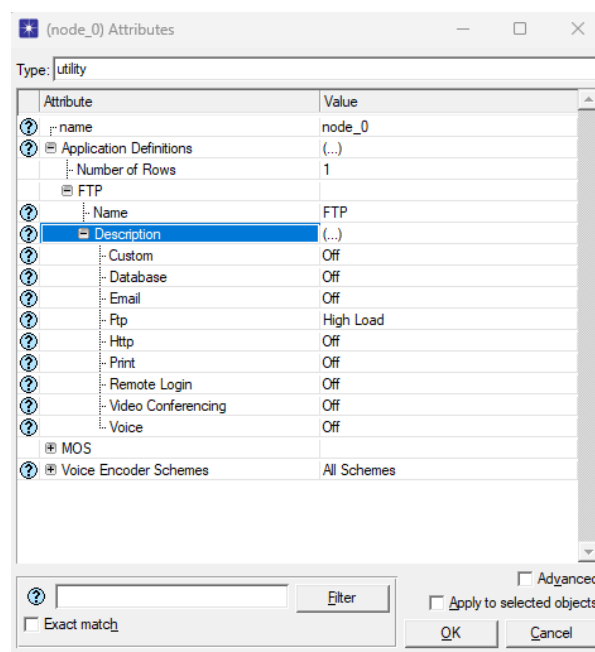 (node_0) Attributes
Type: utility
Attribute Value
name node_0
Application Definitions (...)
Number of Rows 1
FTP
Name FTP
Description (...)
Custom Off
Database Off
Email Off
Ftp High Load
Http Off
Print Off
Remote Login Off
Video Conferencing Off
Voice Off
MOS
Voice Encoder Schemes All Schemes
Advanced
Filter
Apply to selected objects
Exact match
OK Cancel